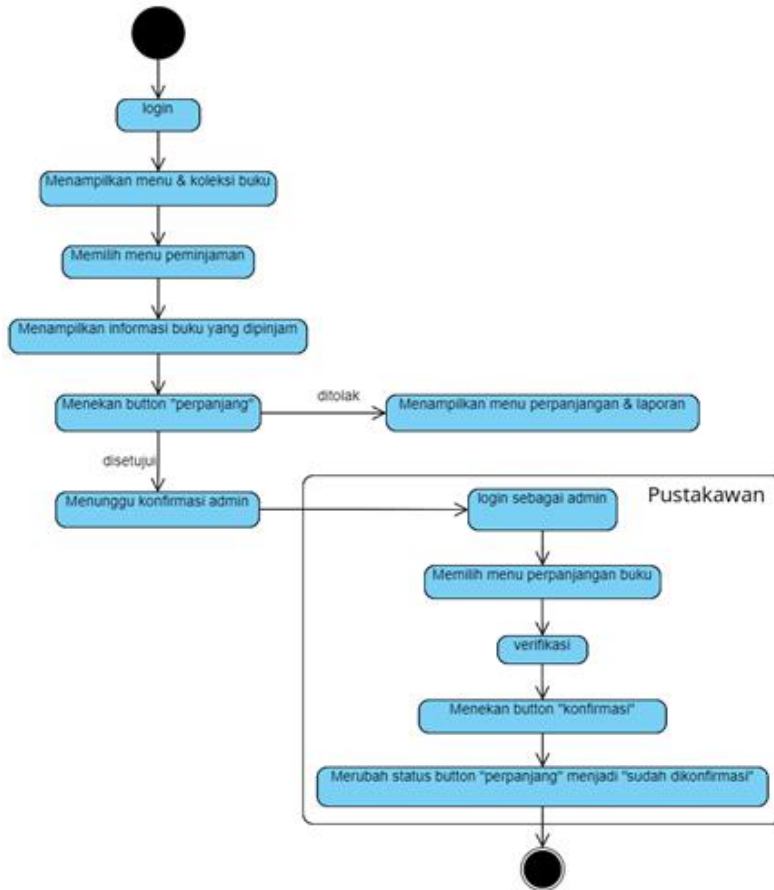 login
Menampilkan menu & koleksi buku
Memilih menu peminjaman
Menampilkan informasi buku yang dipinjam
Menekan button "perpanjang"
ditolak
Menampilkan menu perpanjangan & laporan
disetujui
Menunggu konfirmasi admin
Pustakawan
login sebagai admin
Memilih menu perpanjangan buku
verifikasi
Menekan button "konfirmasi"
Merubah status button "perpanjang" menjadi "sudah dikonfirmasi"